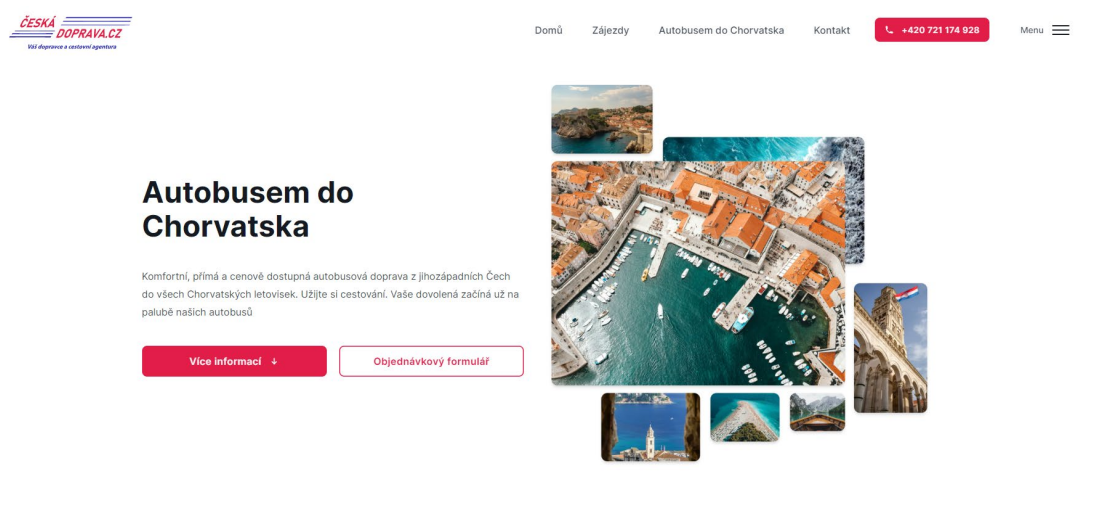 ČESKÁ
DOPRAVA.CZ
Váš dopravce a cestovní agentura
Domů
Zájezdy
Autobusem do Chorvatska
Kontakt
+420 721 174 928
Menu
Autobusem do
Chorvatska
Komfortní, přímá a cenově dostupná autobusová doprava z jihozápadních Čech
do všech Chorvatských letovisek. Užijte si cestování. Vaše dovolená začíná už na
palubě našich autobusů
Více informací ↓
Objednávkový formulář